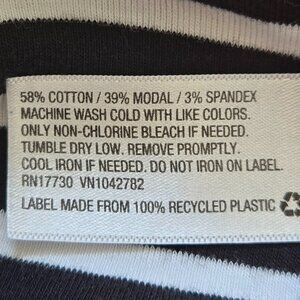 58% COTTON / 39% MODAL / 3% SPANDEX
MACHINE WASH COLD WITH LIKE COLORS.
ONLY NON-CHLORINE BLEACH IF NEEDED.
TUMBLE DRY LOW. REMOVE PROMPTLY.
COOL IRON IF NEEDED. DO NOT IRON ON LABEL.
RN17730 VN1042782
LABEL MADE FROM 100% RECYCLED PLASTIC